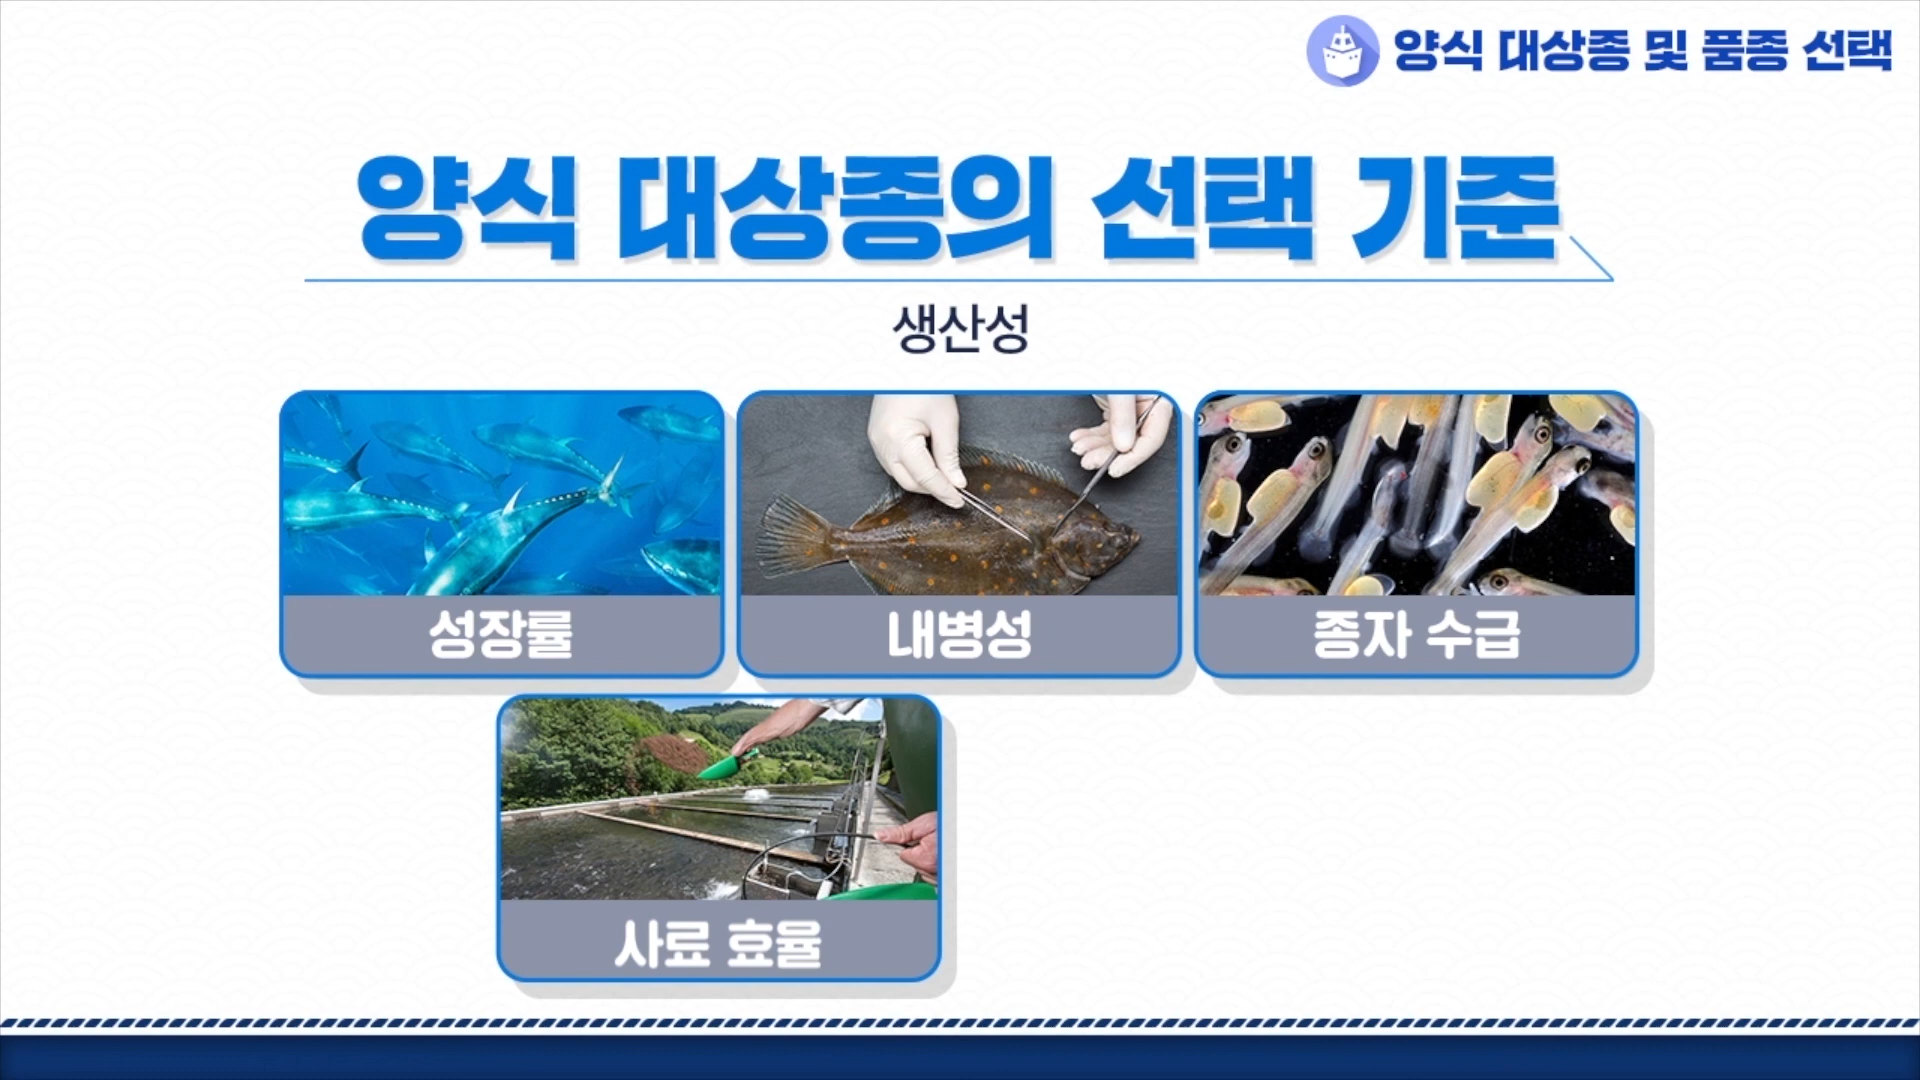 양식 대상종 및 품종 선택
양식 대상종의 선택 기준
생산성
성장률
내병성
종자 수급
사료 효율